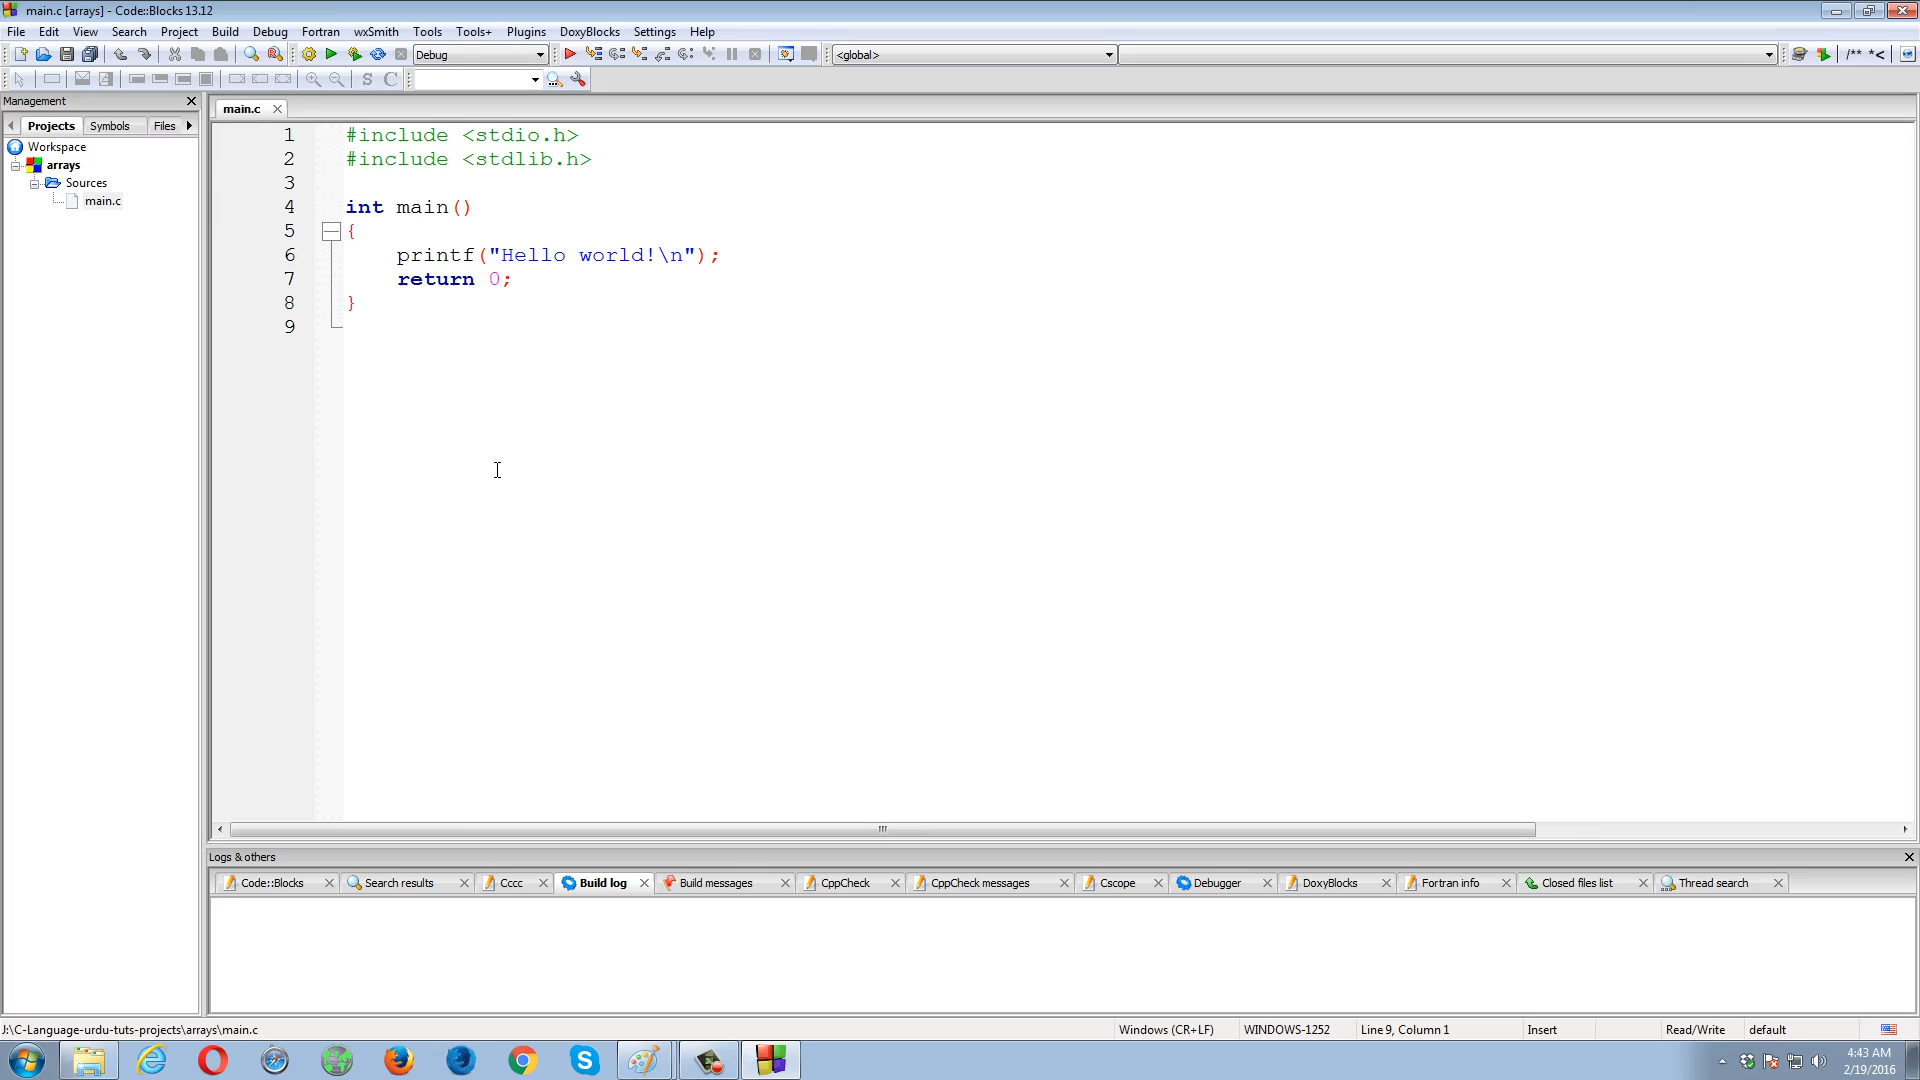 main.c [arrays] - Code::Blocks 13.12
File Edit View Search Project Build Debug Fortran wxSmith Tools Tools+ Plugins DoxyBlocks Settings Help
Debug <global> /** *<
S C
Management
Projects Symbols Files
Workspace
arrays
Sources
main.c
main.c
1 #include <stdio.h>
2 #include <stdlib.h>
3
4 int main()
5 {
6 printf("Hello world!\n");
7 return 0;
8 }
9
Logs & others
Code::Blocks Search results Cccc Build log Build messages CppCheck CppCheck messages Cscope Debugger DoxyBlocks Fortran info Closed files list Thread search
J:\C-Language-urdu-tuts-projects\arrays\main.c Windows (CR+LF) WINDOWS-1252 Line 9, Column 1 Insert Read/Write default
4:43 AM
2/19/2016